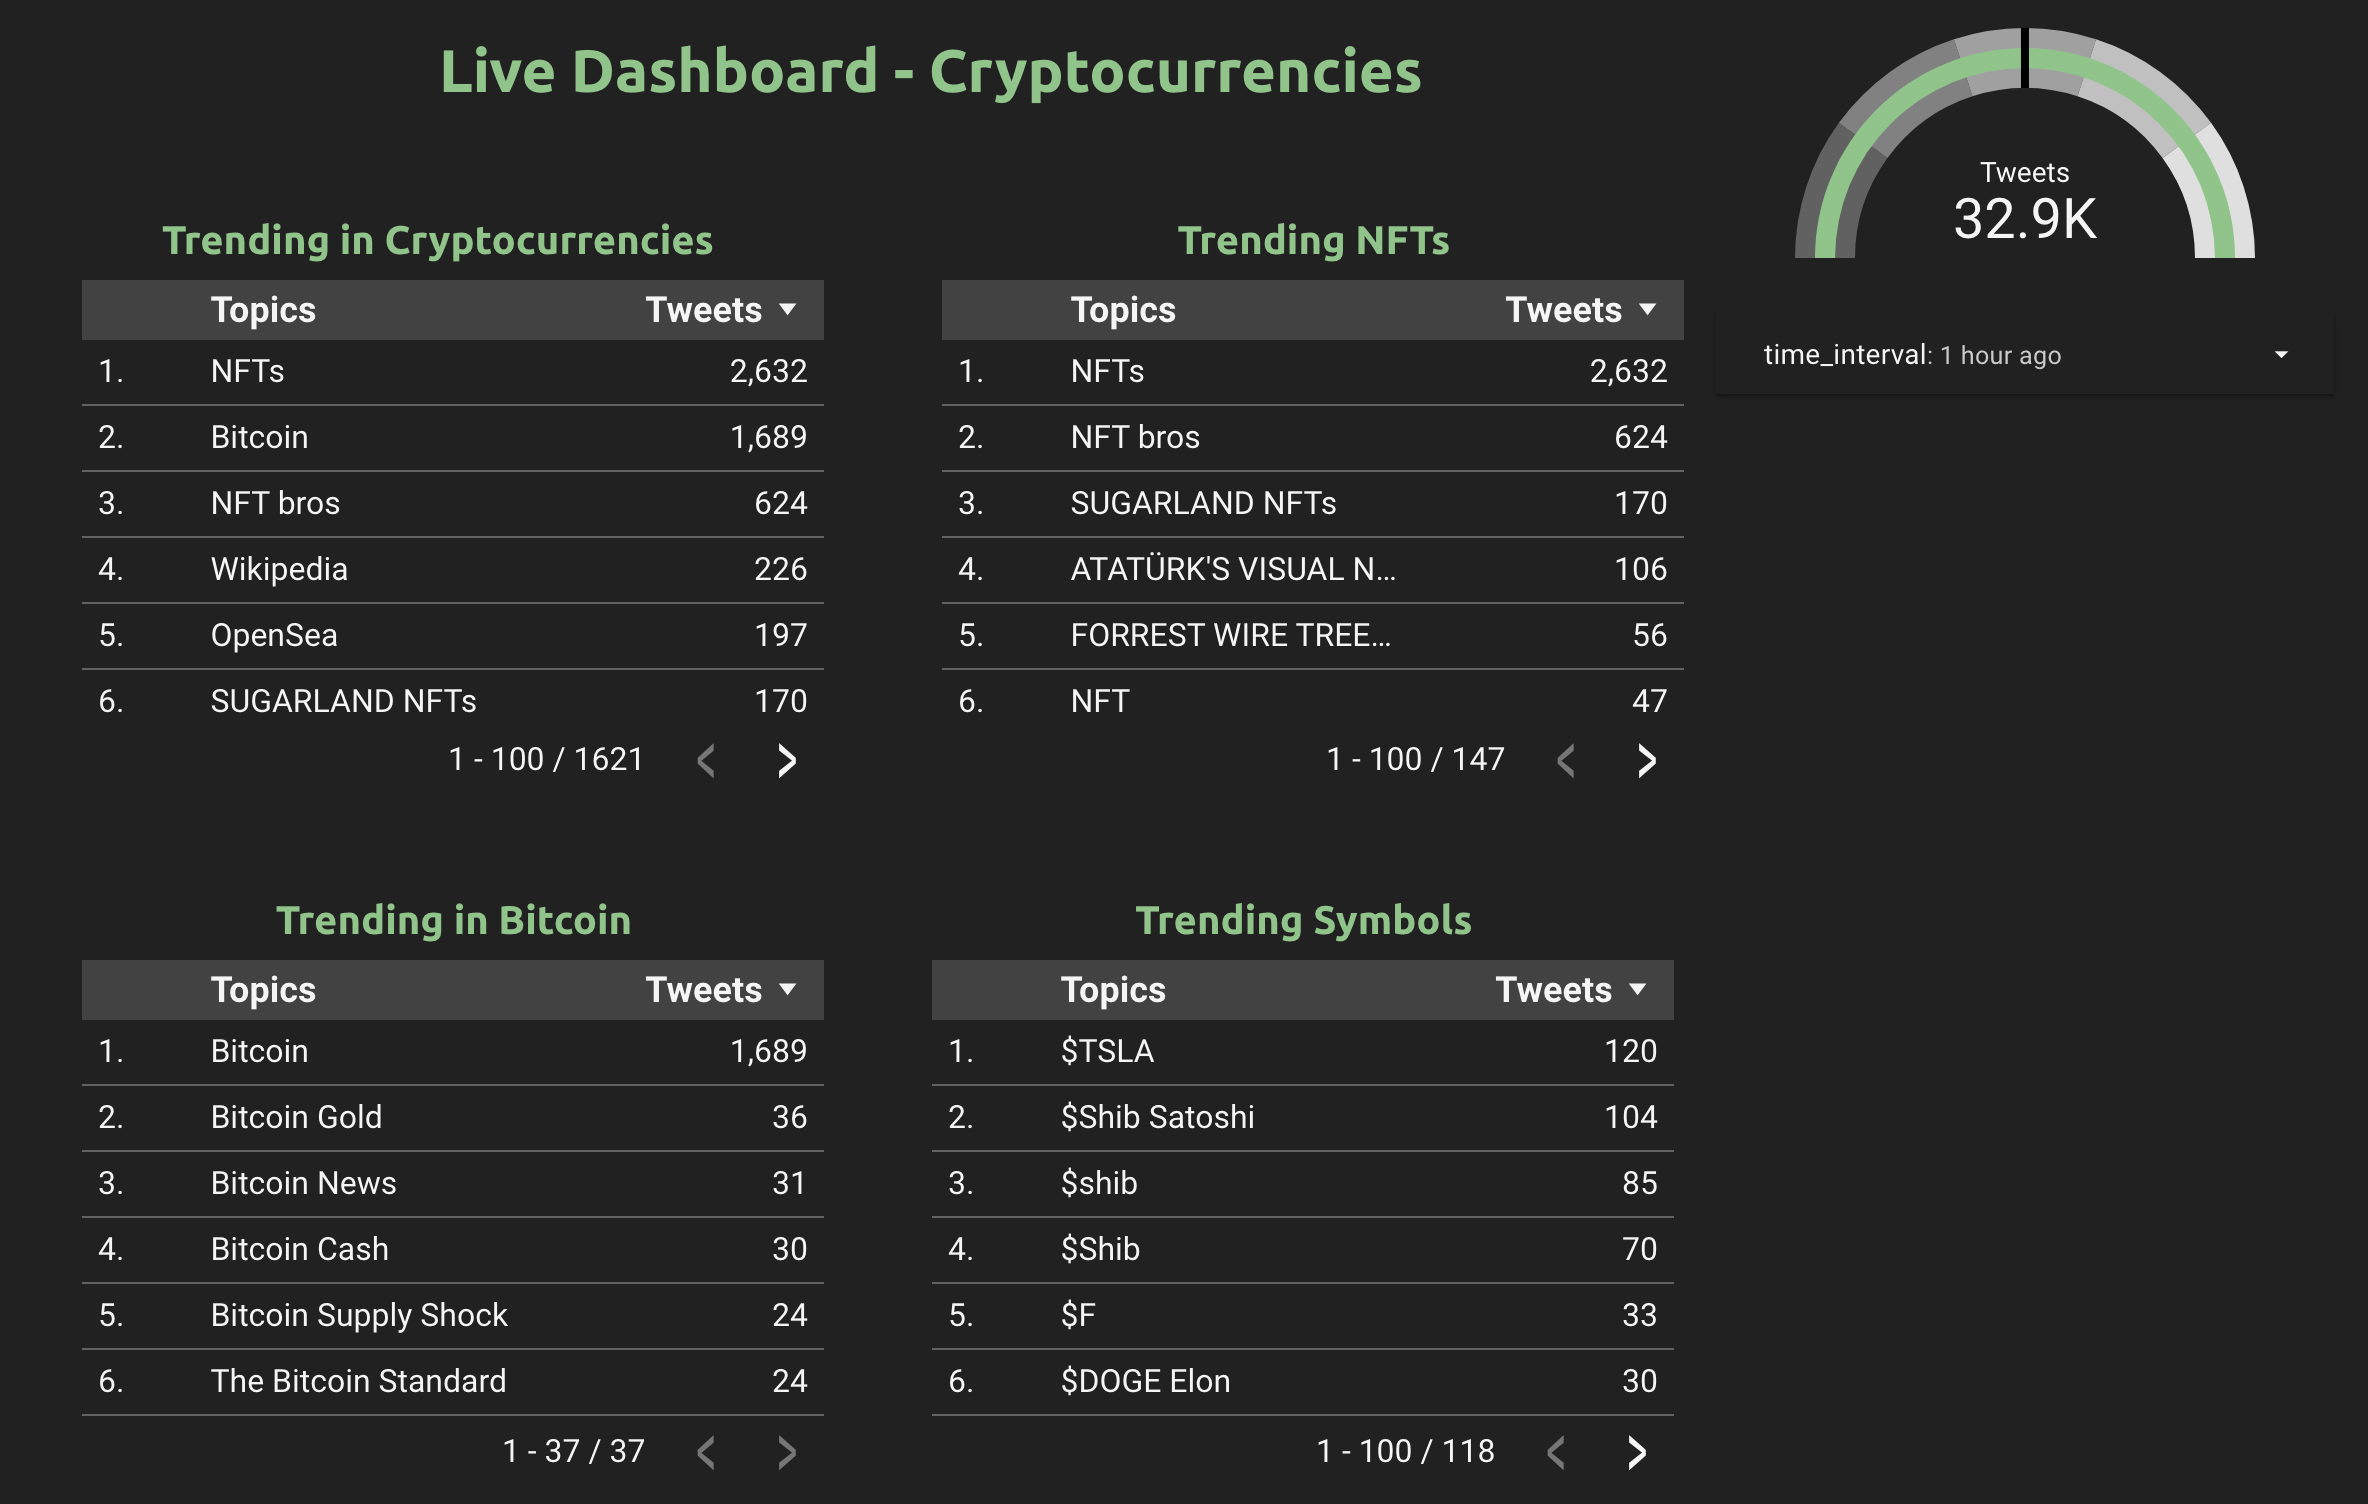 Live Dashboard - Cryptocurrencies
Tweets
32.9K
time_interval: 1 hour ago
Trending in Cryptocurrencies
Topics Tweets
1. NFTs 2,632
2. Bitcoin 1,689
3. NFT bros 624
4. Wikipedia 226
5. OpenSea 197
6. SUGARLAND NFTs 170
1 - 100 / 1621
Trending NFTs
Topics Tweets
1. NFTs 2,632
2. NFT bros 624
3. SUGARLAND NFTs 170
4. ATATÜRK'S VISUAL N... 106
5. FORREST WIRE TREE... 56
6. NFT 47
1 - 100 / 147
Trending in Bitcoin
Topics Tweets
1. Bitcoin 1,689
2. Bitcoin Gold 36
3. Bitcoin News 31
4. Bitcoin Cash 30
5. Bitcoin Supply Shock 24
6. The Bitcoin Standard 24
1 - 37 / 37
Trending Symbols
Topics Tweets
1. $TSLA 120
2. $Shib Satoshi 104
3. $shib 85
4. $Shib 70
5. $F 33
6. $DOGE Elon 30
1 - 100 / 118